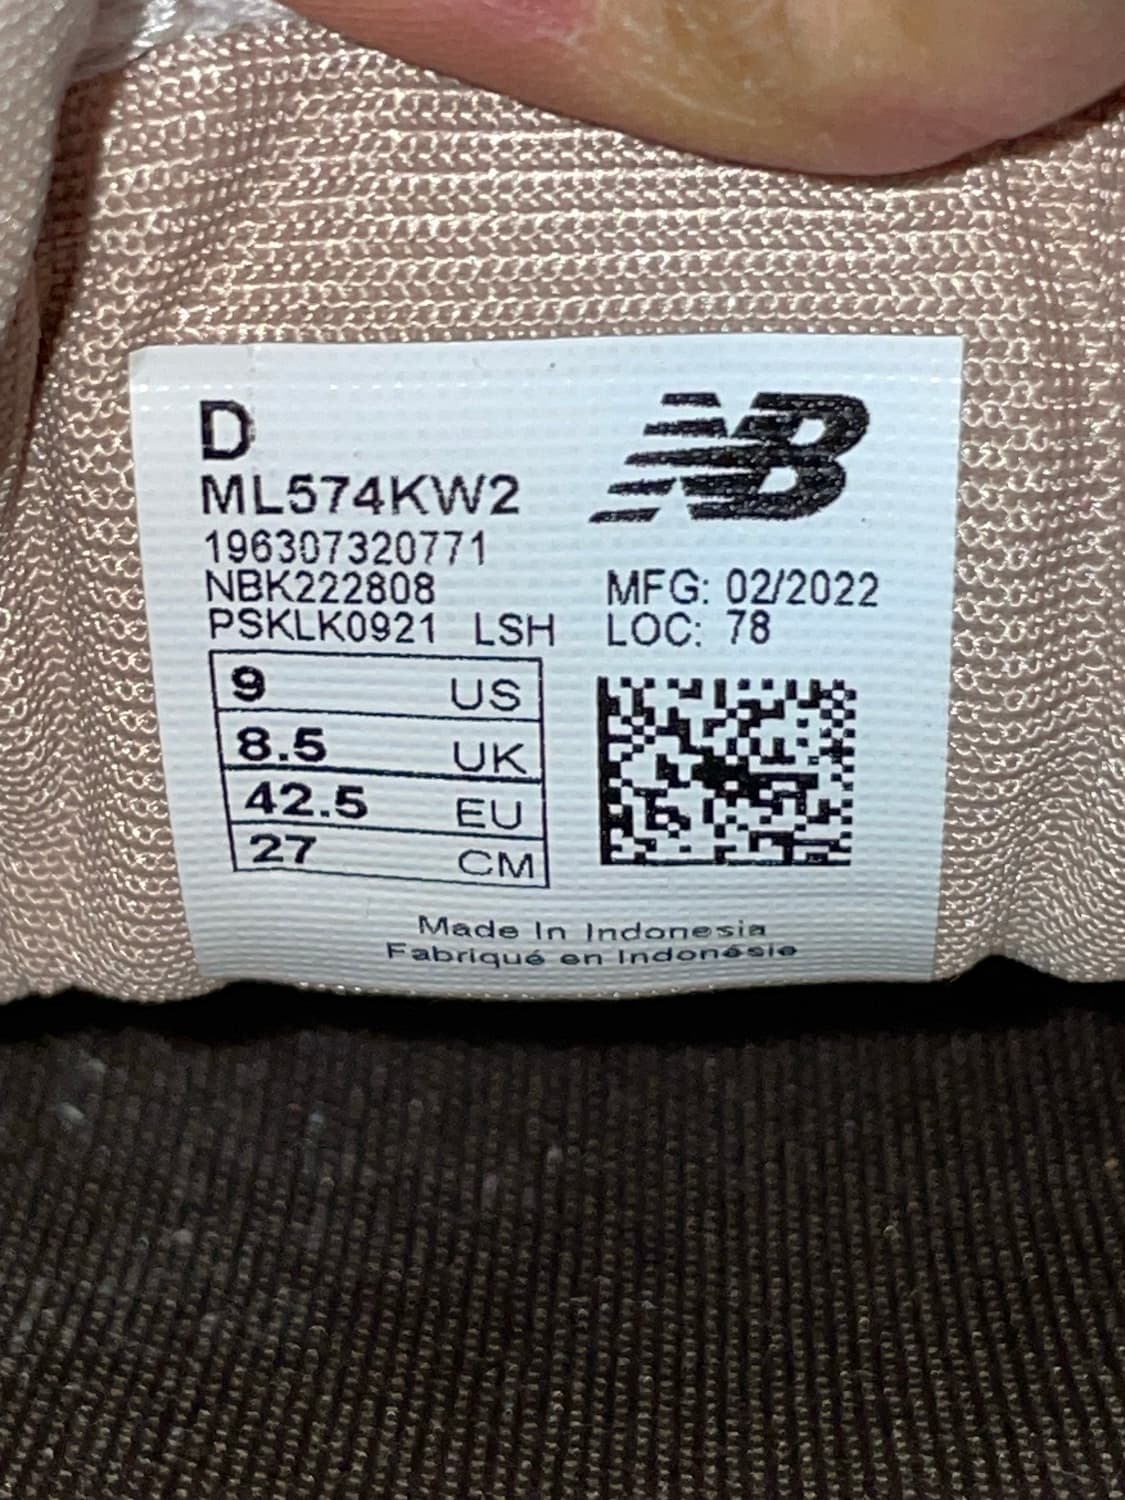 D
NB
ML574KW2
196307320771
NBK222808
MFG: 02/2022
PSKLK0921 LSH
LOC: 78
9 US
8.5 UK
42.5 EU
27 CM
Made In Indonesia
Fabriqué en Indonésie